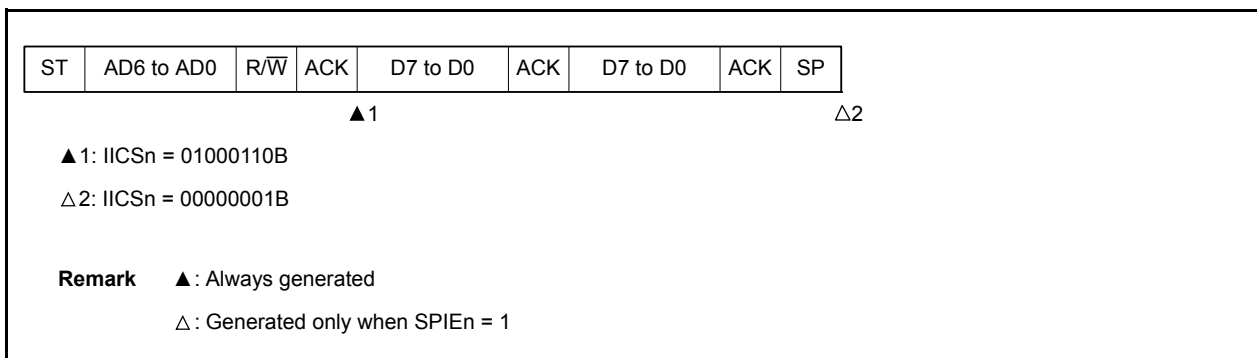 ST AD6 to AD0 R/W̅ ACK D7 to D0 ACK D7 to D0 ACK SP
▲1 △2
▲1: IICSn = 01000110B
△2: IICSn = 00000001B
Remark ▲: Always generated
△: Generated only when SPIEn = 1